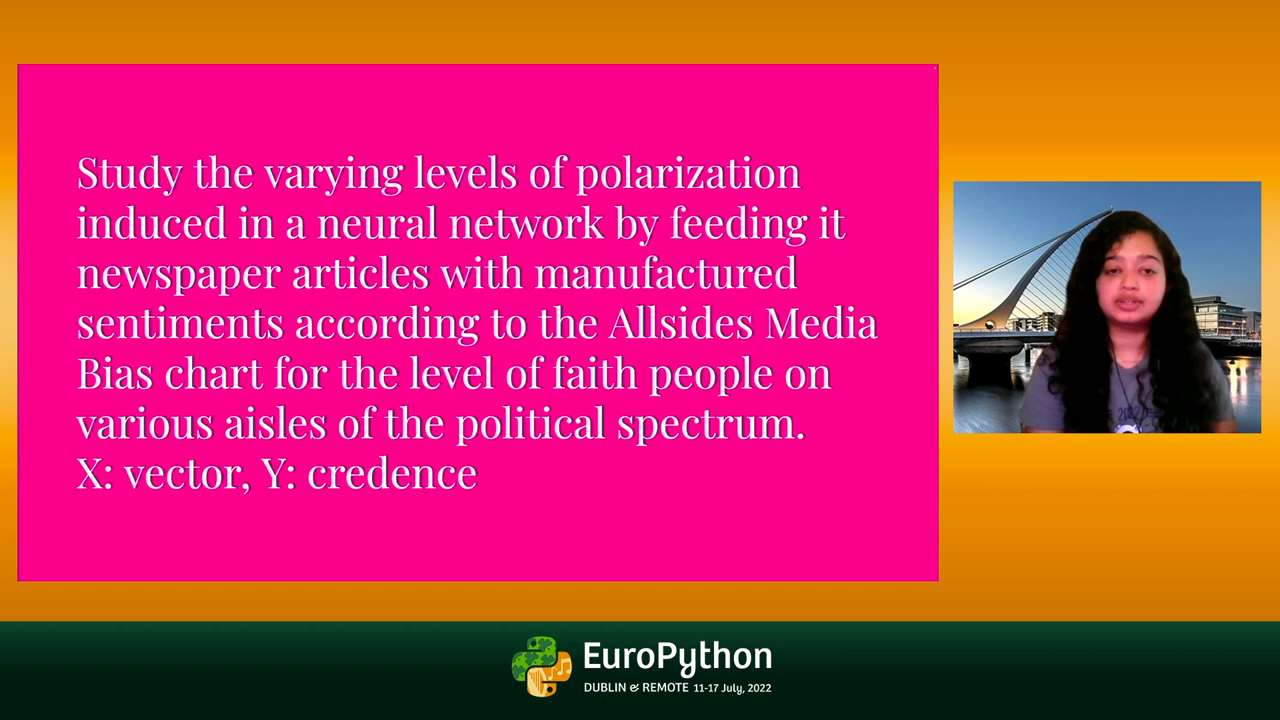 Study the varying levels of polarization
induced in a neural network by feeding it
newspaper articles with manufactured
sentiments according to the Allsides Media
Bias chart for the level of faith people on
various aisles of the political spectrum.
X: vector, Y: credence
EuroPython
DUBLIN & REMOTE 11-17 July, 2022